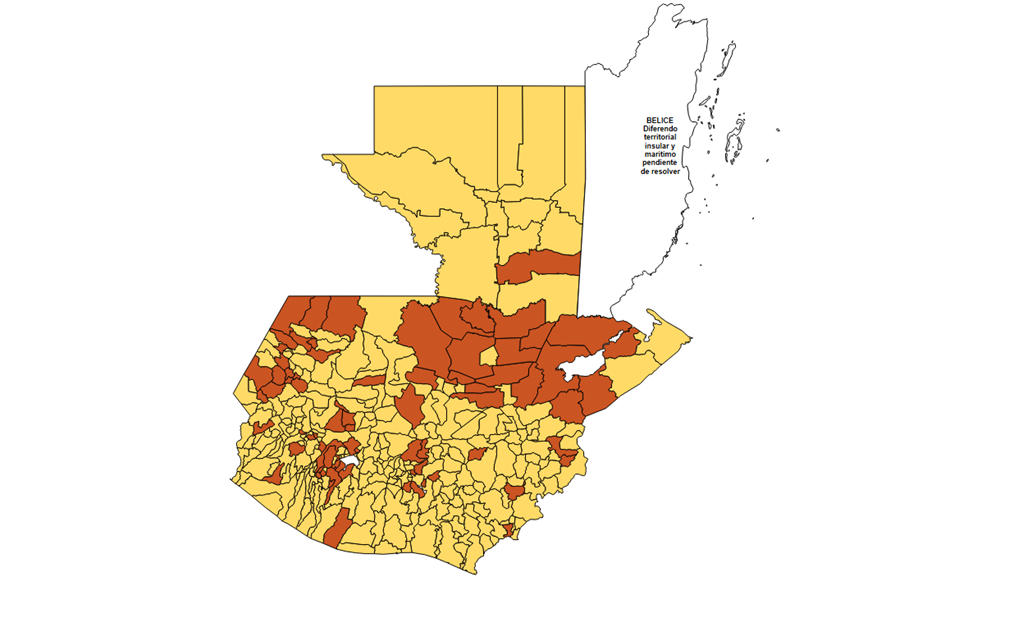 BELICE
Diferendo
territorial
insular y
marítimo
pendiente
de resolver